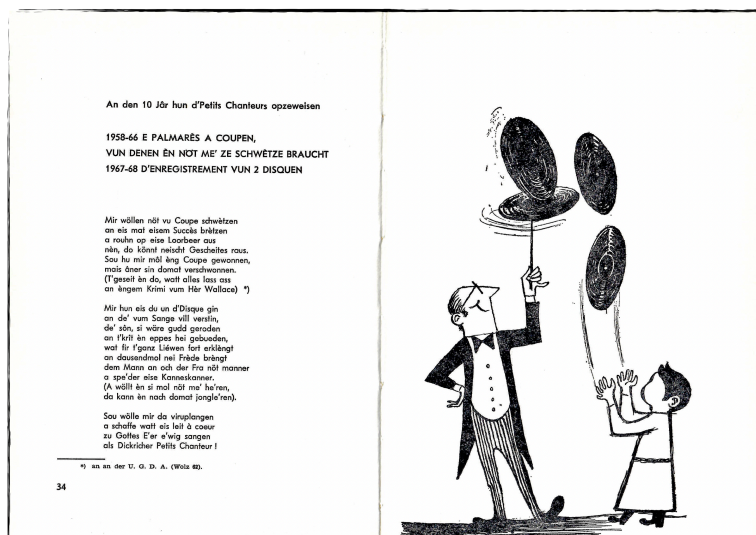 An den 10 Jâr hun d'Petits Chanteurs opzeweisen
1958-66 E PALMARÈS A COUPEN,
VUN DENEN ÈN NÖT ME' ZE SCHWÊTZE BRAUCHT
1967-68 D'ENREGISTREMENT VUN 2 DISQUEN
Mir wöllen nöt vu Coupe schwètzen
an eis mat eisem Succès brètzen
a rouhn op eise Laarbeer aus
nèn, do könnt neischt Gescheites raus.
Sou hu mir môl èng Coupe gewonnen,
mais âner sin domat verschwonnen.
(T'geseit èn do, watt alles lass ass
an èngem Krimi vum Hèr Wallace) *)
Mir hun eis du un d'Disque gin
an de' vum Sange vill verstin,
de' sôn, si wäre gudd geroden
an t'krit èn eppes hei gebueden,
wat fir t'ganz Liéwen fort erklèngt
an dausendmol nei Frède brèngt
dem Mann an och der Fra nöt manner
a spe'der eise Kanneskanner.
(A wöllt èn si mol nöt me' he'ren,
da kann èn nach domat jongle'ren).
Sou wölle mir da viruplangen
a schaffe watt eis leit à coeur
zu Gottes E'er e'wig sangen
als Dickricher Petits Chanteur !
*) an an der U. G. D. A. (Wolz 62).
34